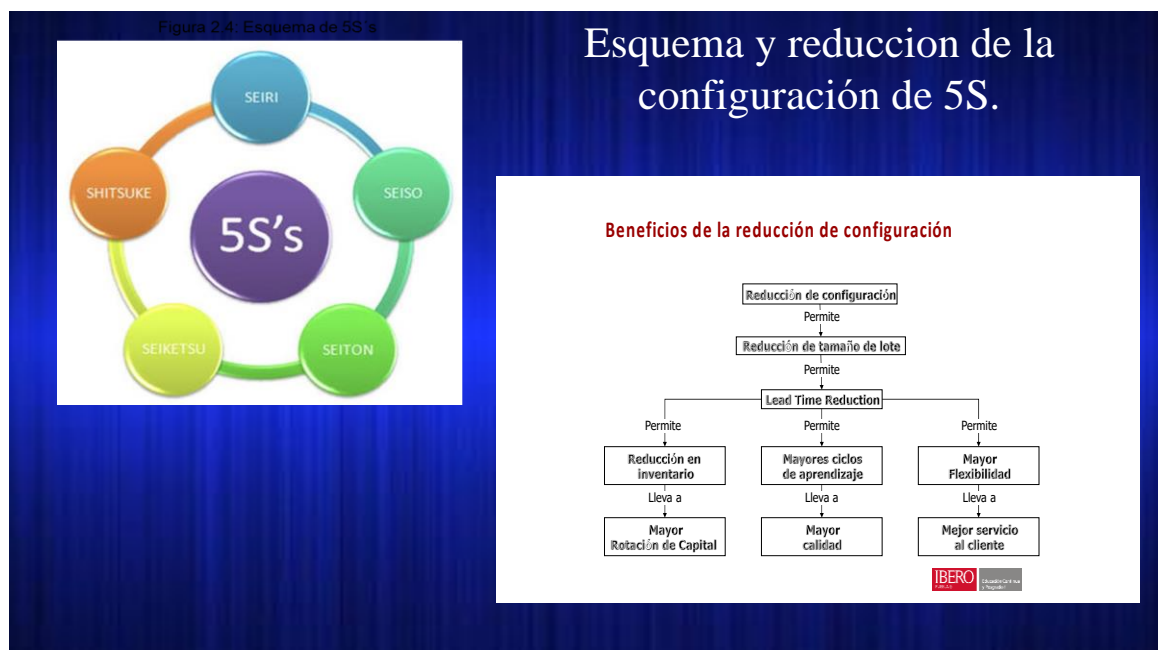 Figura 2.4: Esquema de 5S´s
SEIRI
SHITSUKE
SEISO
5S's
SEIKETSU
SEITON
Esquema y reduccion de la
configuración de 5S.
Beneficios de la reducción de configuración
Reducción de configuración
Permite
Reducción de tamaño de lote
Permite
Lead Time Reduction
Permite
Permite
Permite
Reducción en
inventario
Mayores ciclos
de aprendizaje
Mayor
Flexibilidad
Lleva a
Lleva a
Lleva a
Mayor
Rotación de Capital
Mayor
calidad
Mejor servicio
al cliente
IBERO